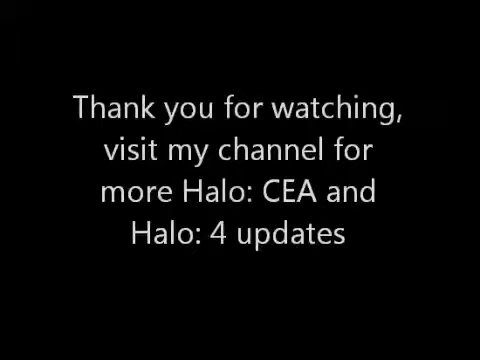 Thank you for watching,
visit my channel for
more Halo: CEA and
Halo: 4 updates